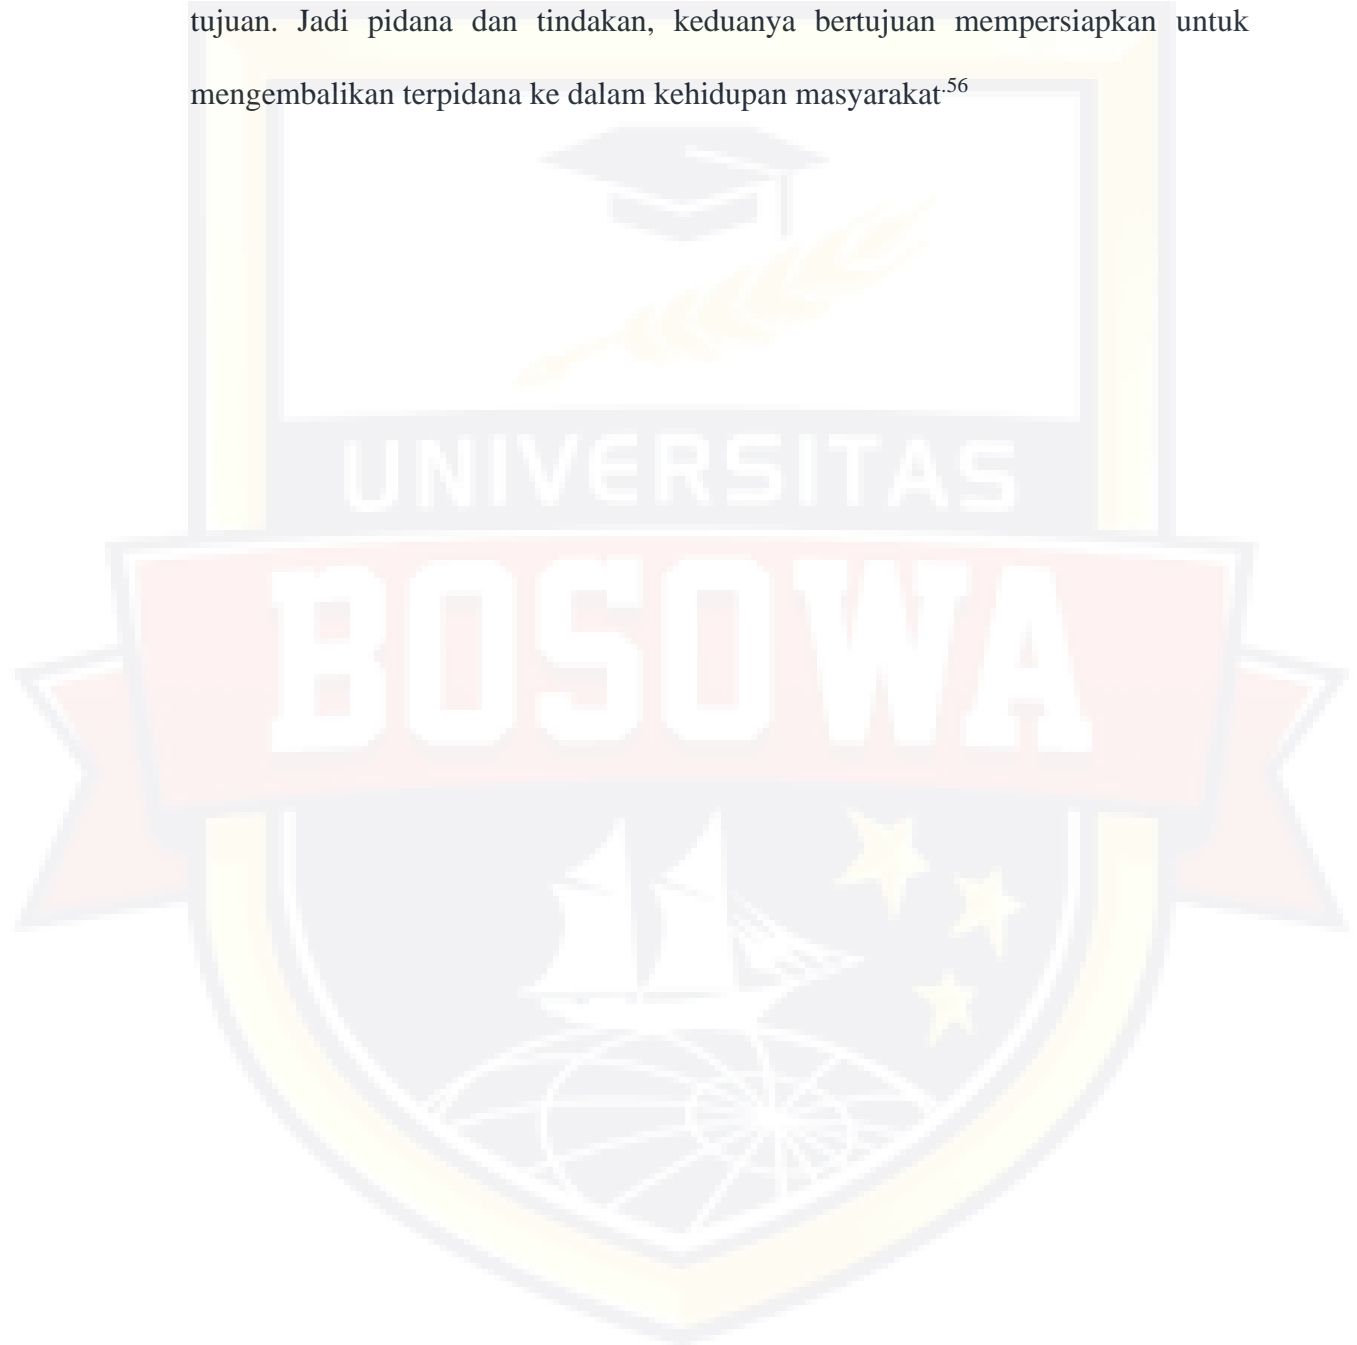 tujuan. Jadi pidana dan tindakan, keduanya bertujuan mempersiapkan untuk
mengembalikan terpidana ke dalam kehidupan masyarakat.56
UNIVERSITAS
BOSOWA